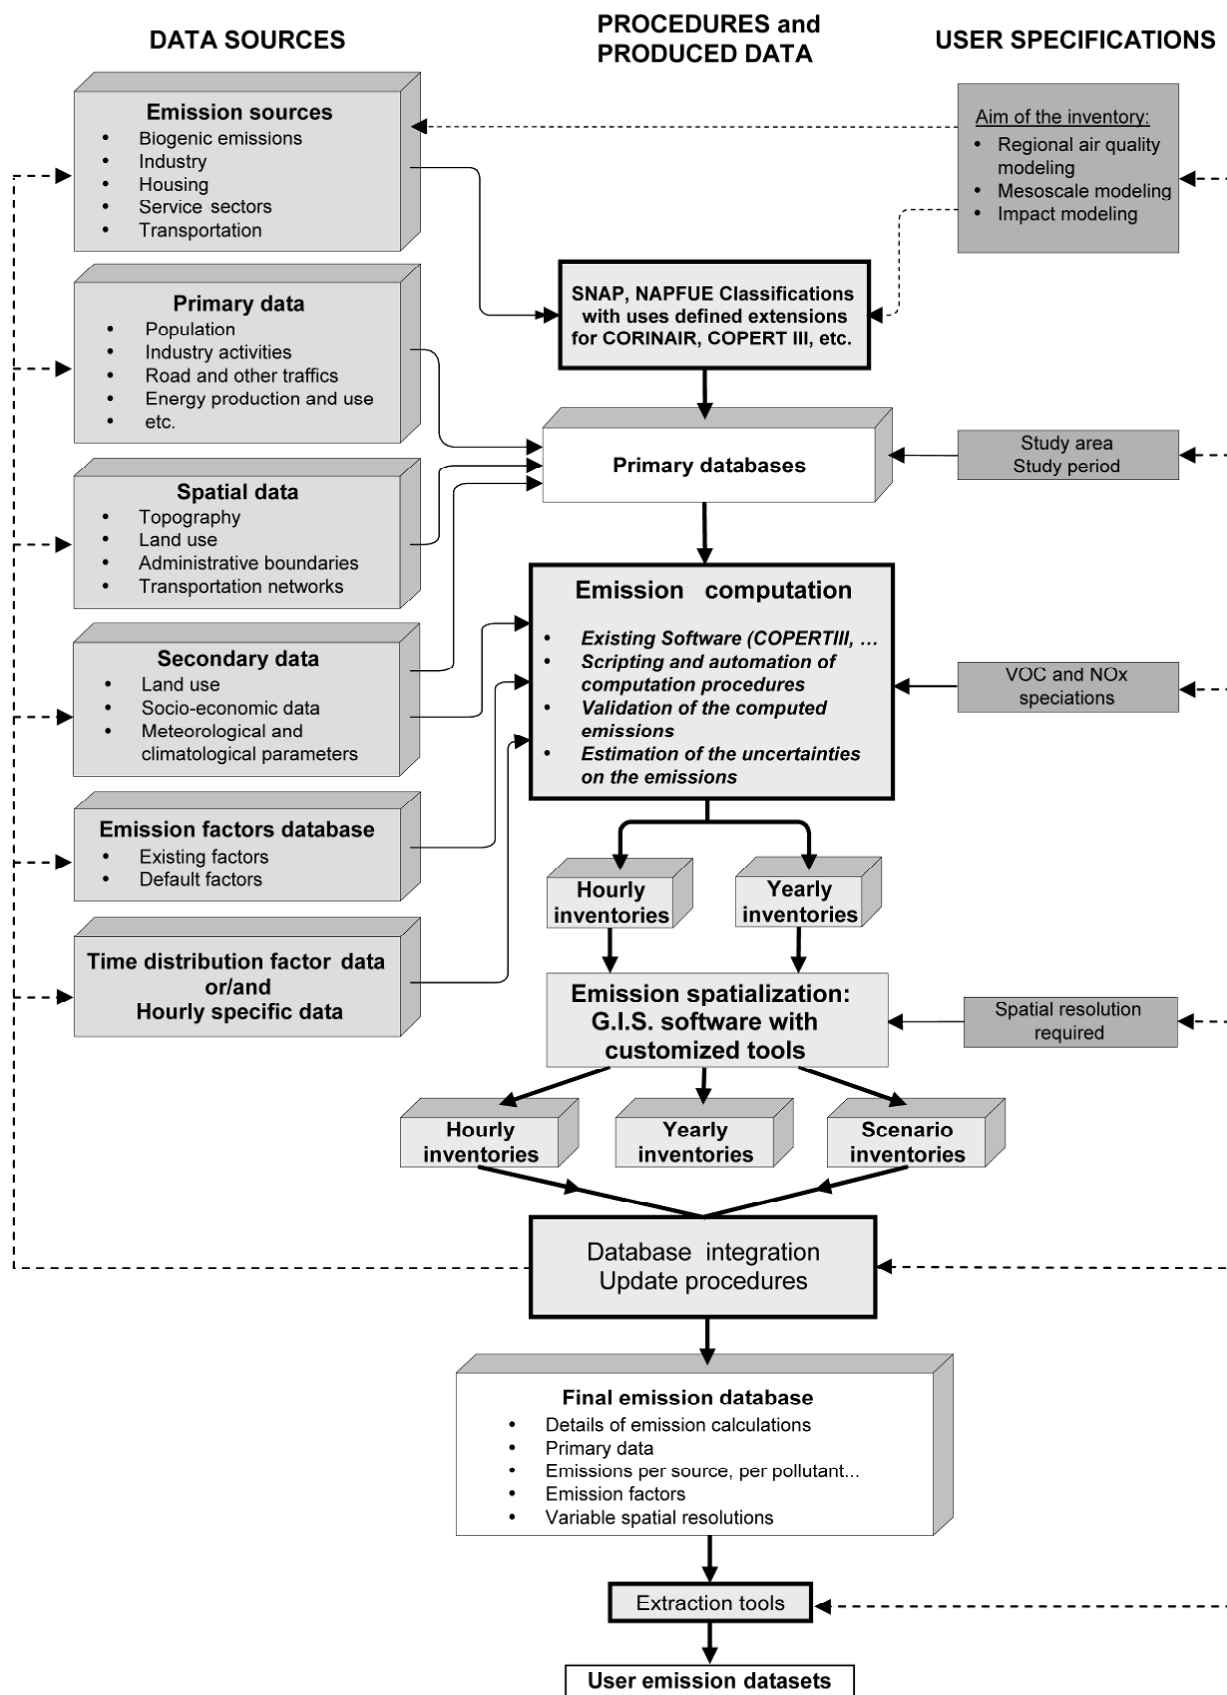 DATA SOURCES
PROCEDURES and
PRODUCED DATA
USER SPECIFICATIONS
Emission sources
• Biogenic emissions
• Industry
• Housing
• Service sectors
• Transportation
Aim of the inventory:
• Regional air quality
modeling
• Mesoscale modeling
• Impact modeling
SNAP, NAPFUE Classifications
with uses defined extensions
for CORINAIR, COPERT III, etc.
Primary data
• Population
• Industry activities
• Road and other traffics
• Energy production and use
• etc.
Primary databases
Study area
Study period
Spatial data
• Topography
• Land use
• Administrative boundaries
• Transportation networks
Emission computation
• Existing Software (COPERTIII, ...
• Scripting and automation of
computation procedures
• Validation of the computed
emissions
• Estimation of the uncertainties
on the emissions
VOC and NOx
speciations
Secondary data
• Land use
• Socio-economic data
• Meteorological and
climatological parameters
Emission factors database
• Existing factors
• Default factors
Hourly
inventories
Yearly
inventories
Time distribution factor data
or/and
Hourly specific data
Emission spatialization:
G.I.S. software with
customized tools
Spatial resolution
required
Hourly
inventories
Yearly
inventories
Scenario
inventories
Database integration
Update procedures
Final emission database
• Details of emission calculations
• Primary data
• Emissions per source, per pollutant...
• Emission factors
• Variable spatial resolutions
Extraction tools
User emission datasets